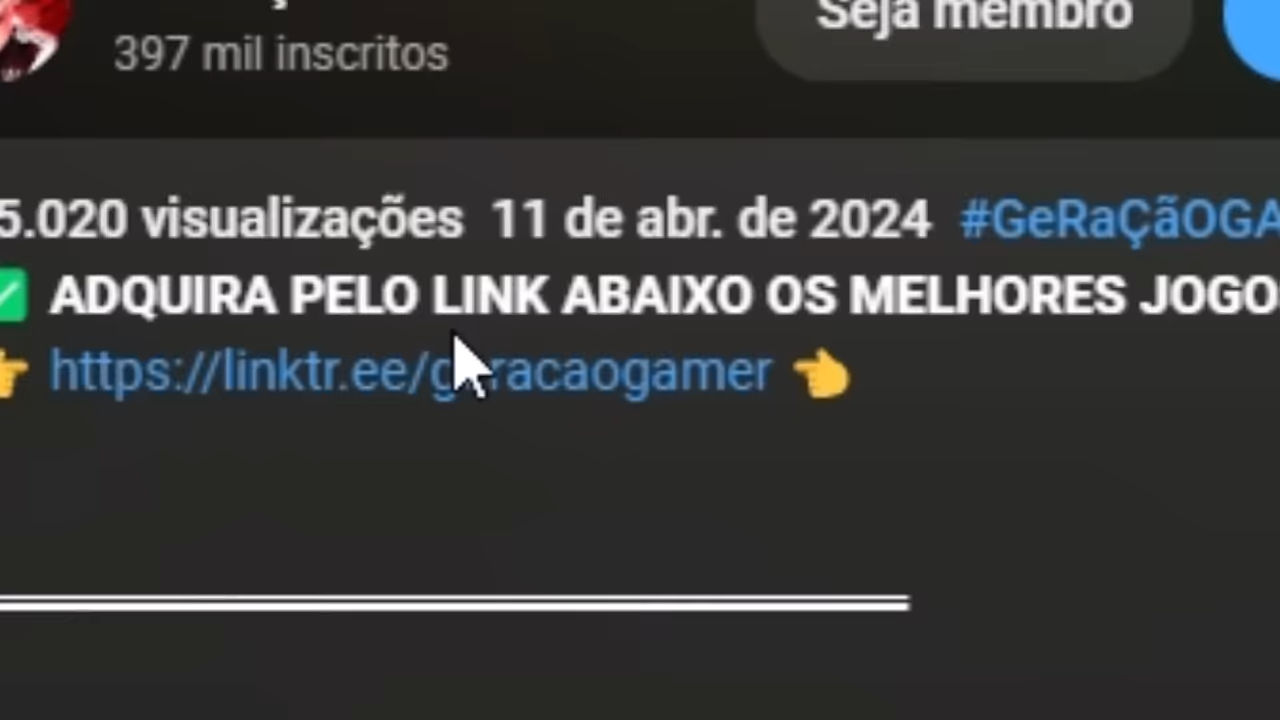 397 mil inscritos
Seja membro
5.020 visualizações 11 de abr. de 2024 #GeRaÇãOGA
✅ ADQUIRA PELO LINK ABAIXO OS MELHORES JOGO
👉 https://linktr.ee/geracaogamer 👈